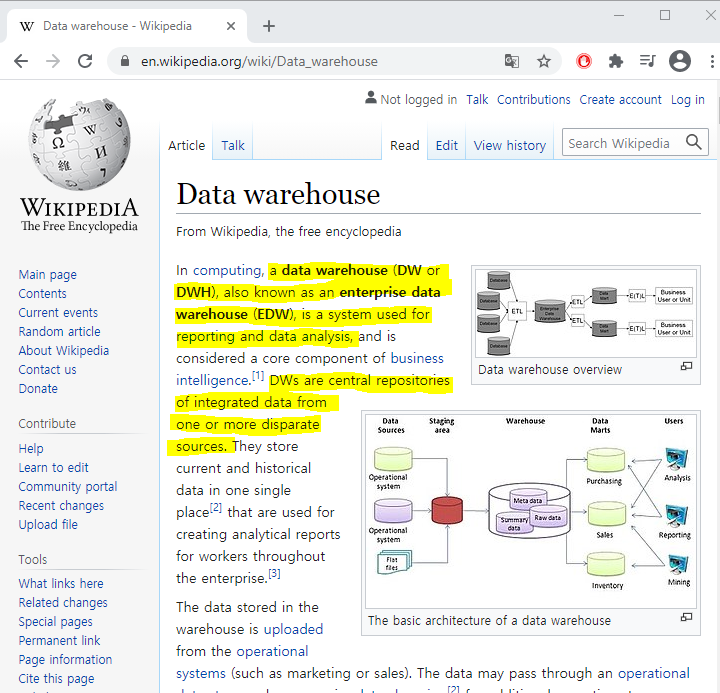 Data warehouse - Wikipedia
en.wikipedia.org/wiki/Data_warehouse
Not logged in Talk Contributions Create account Log in
Article Talk Read Edit View history Search Wikipedia
WIKIPEDIA
The Free Encyclopedia
Main page
Contents
Current events
Random article
About Wikipedia
Contact us
Donate
Contribute
Help
Learn to edit
Community portal
Recent changes
Upload file
Tools
What links here
Related changes
Special pages
Permanent link
Page information
Cite this page
Data warehouse
From Wikipedia, the free encyclopedia
In computing, a data warehouse (DW or
DWH), also known as an enterprise data
warehouse (EDW), is a system used for
reporting and data analysis, and is
considered a core component of business
intelligence.[1] DWs are central repositories
of integrated data from
one or more disparate
sources. They store
current and historical
data in one single
place[2] that are used for
creating analytical reports
for workers throughout
the enterprise.[3]
The data stored in the
warehouse is uploaded
from the operational
systems (such as marketing or sales). The data may pass through an operational
Database
Database
Database
Database
ETL
Enterprise
Data
Warehouse
ETL
ETL
Data
Mart
Data
Mart
E(T)L
E(T)L
Business
User or Unit
Business
User or Unit
Data warehouse overview
Data
Sources
Staging
area
Warehouse
Data
Marts
Users
Operational
system
Operational
system
Flat
files
Meta data
Summary
data
Raw data
Purchasing
Sales
Inventory
Analysis
Reporting
Mining
The basic architecture of a data warehouse